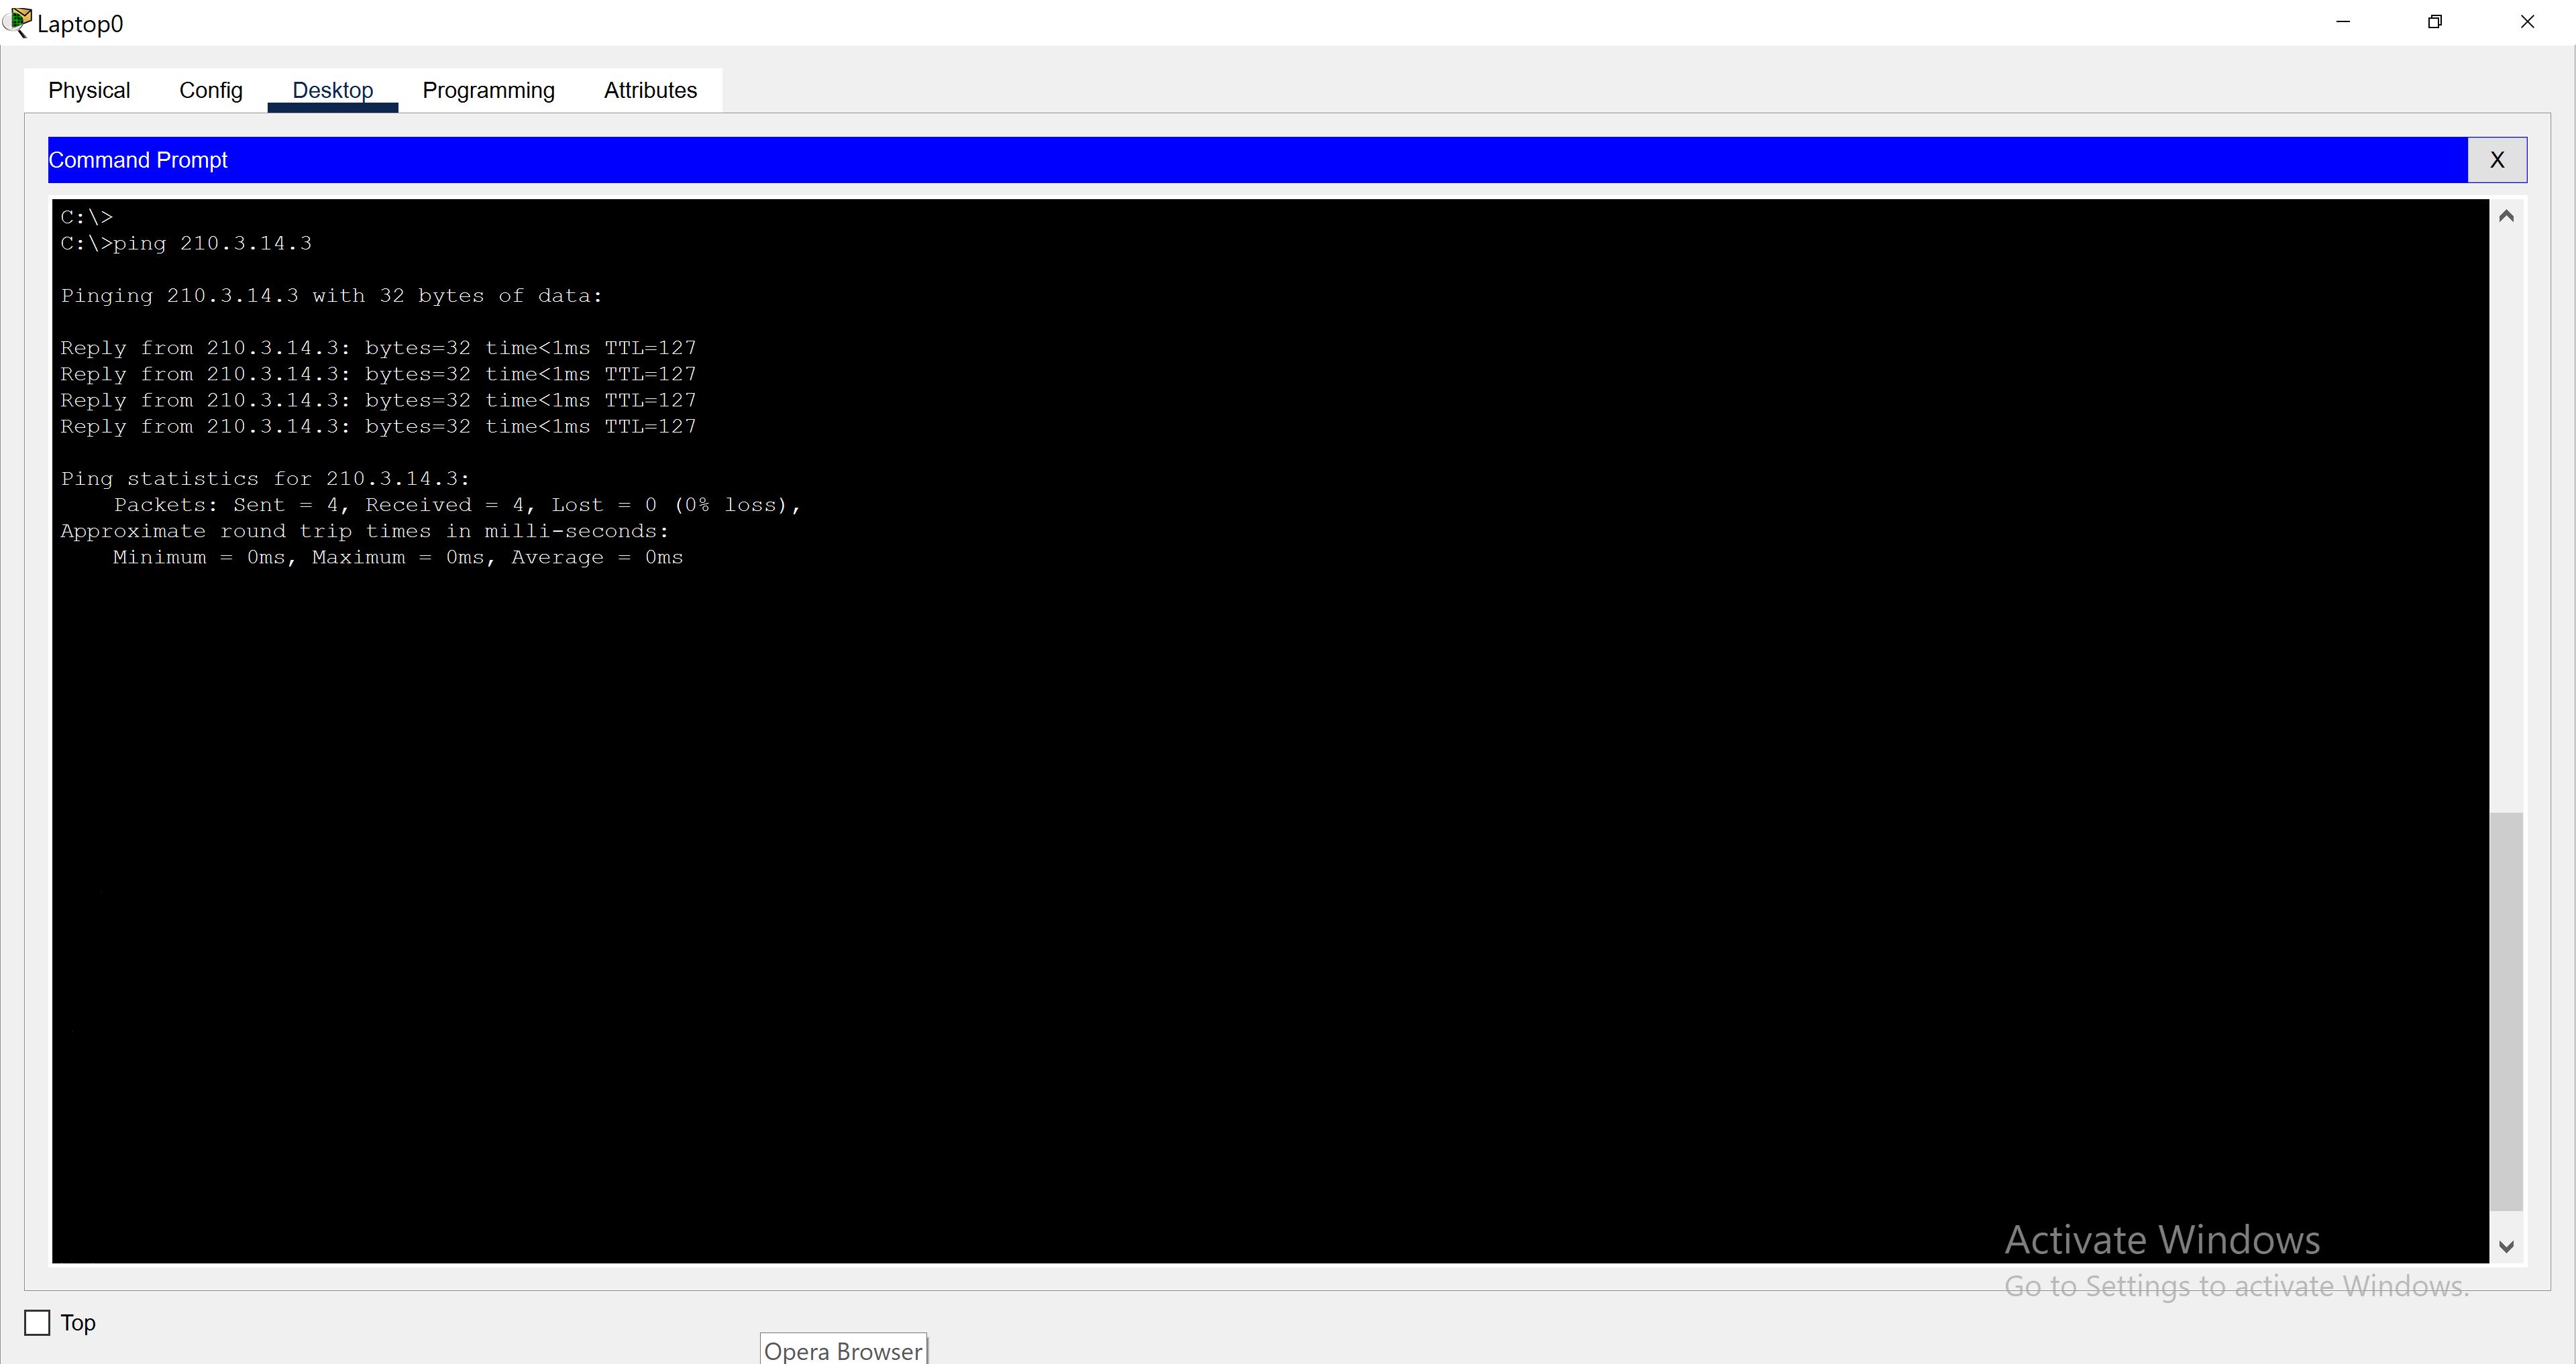 Laptop0
Physical Config Desktop Programming Attributes
Command Prompt X
C:\>
C:\>ping 210.3.14.3
Pinging 210.3.14.3 with 32 bytes of data:
Reply from 210.3.14.3: bytes=32 time<1ms TTL=127
Reply from 210.3.14.3: bytes=32 time<1ms TTL=127
Reply from 210.3.14.3: bytes=32 time<1ms TTL=127
Reply from 210.3.14.3: bytes=32 time<1ms TTL=127
Ping statistics for 210.3.14.3:
Packets: Sent = 4, Received = 4, Lost = 0 (0% loss),
Approximate round trip times in milli-seconds:
Minimum = 0ms, Maximum = 0ms, Average = 0ms
Activate Windows
Go to Settings to activate Windows.
Top
Opera Browser